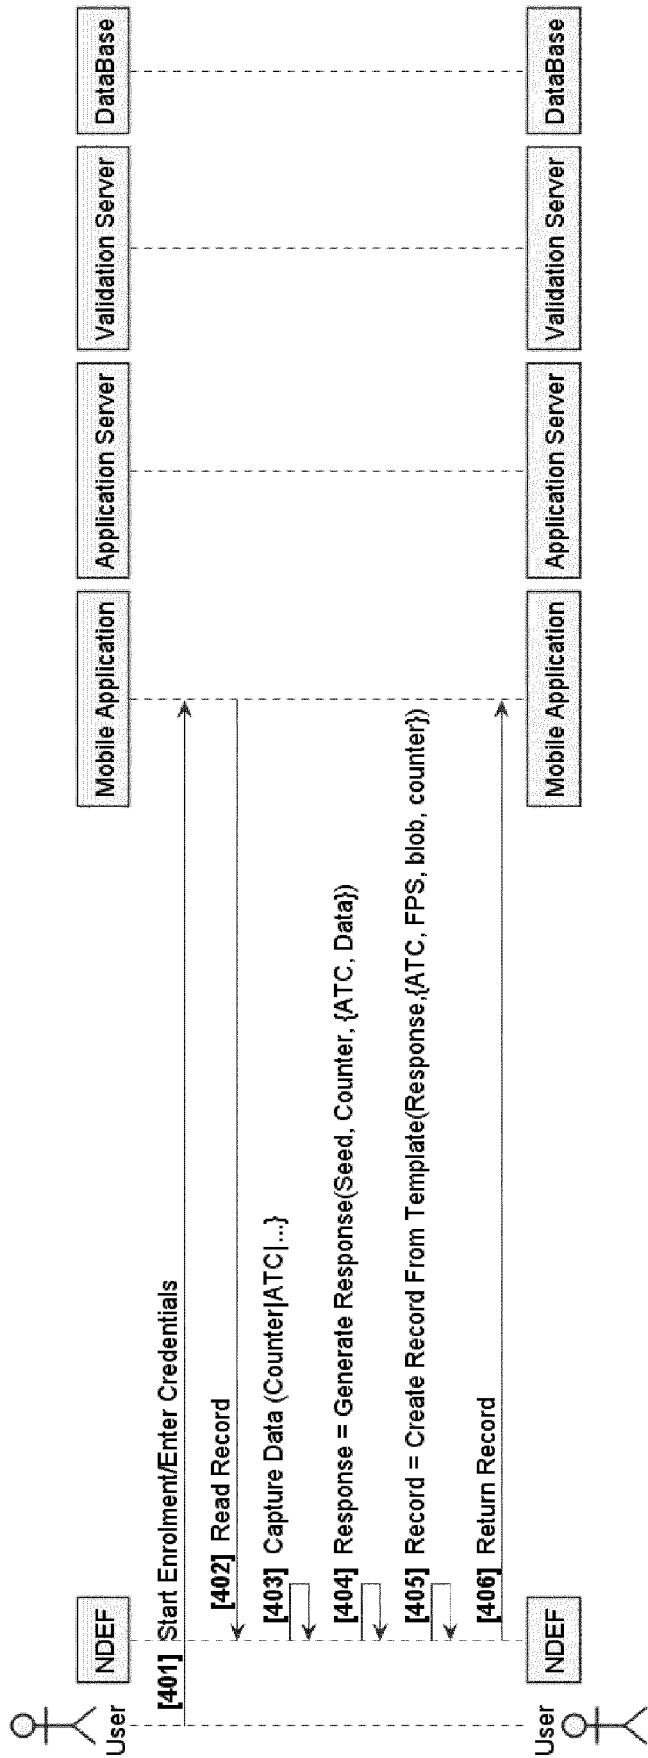 User
NDEF
Mobile Application
Application Server
Validation Server
DataBase
[401] Start Enrolment/Enter Credentials
[402] Read Record
[403] Capture Data (Counter|ATC|...}
[404] Response = Generate Response(Seed, Counter, {ATC, Data})
[405] Record = Create Record From Template(Response,{ATC, FPS, blob, counter})
[406] Return Record
User
NDEF
Mobile Application
Application Server
Validation Server
DataBase